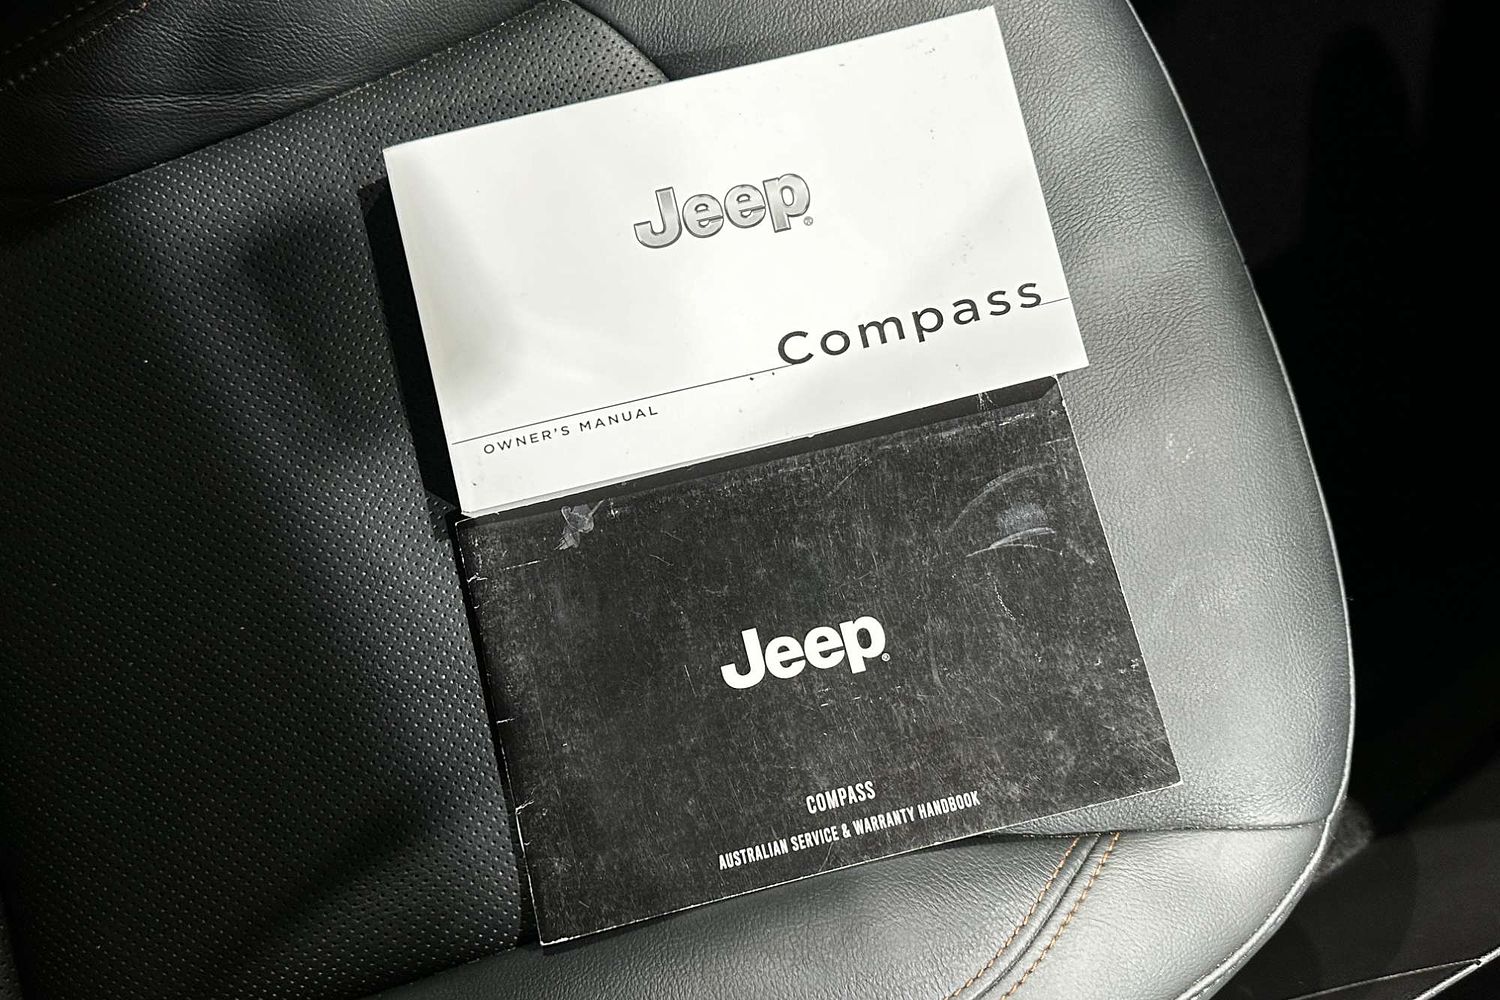 Jeep®
Compass
OWNER'S MANUAL
Jeep®
COMPASS
AUSTRALIAN SERVICE & WARRANTY HANDBOOK